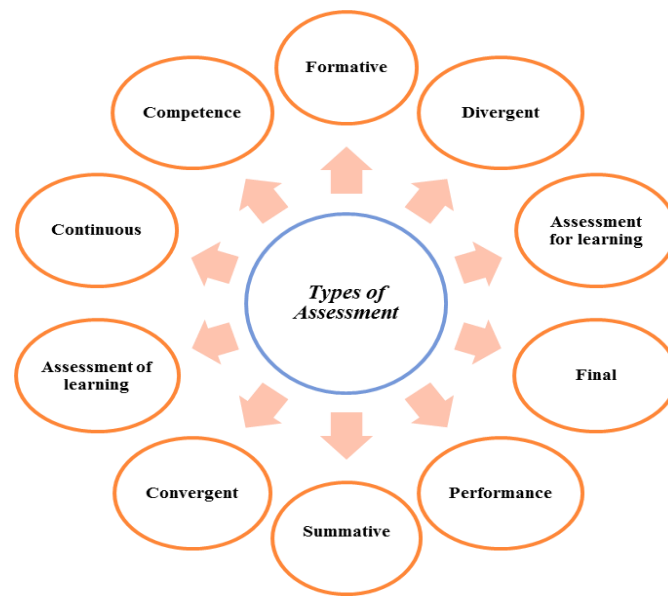 Formative
Competence
Divergent
Continuous
Assessment
for learning
Types of
Assessment
Assessment of
learning
Final
Convergent
Performance
Summative